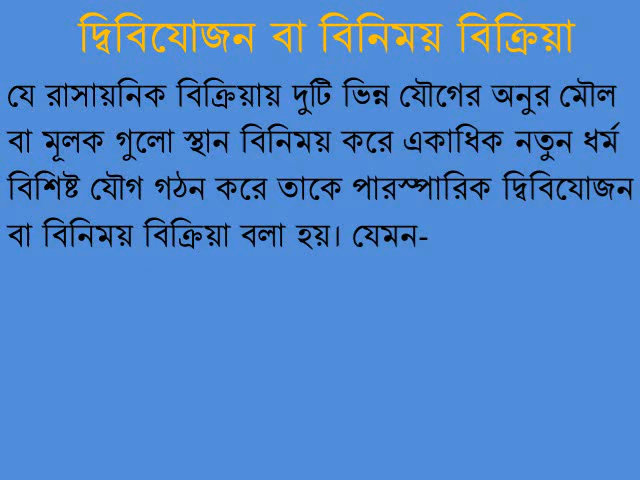 দ্বিবিযোজন বা বিনিময় বিক্রিয়া
যে রাসায়নিক বিক্রিয়ায় দুটি ভিন্ন যৌগের অনুর মৌল
বা মূলক গুলো স্থান বিনিময় করে একাধিক নতুন ধর্ম
বিশিষ্ট যৌগ গঠন করে তাকে পারস্পারিক দ্বিবিযোজন
বা বিনিময় বিক্রিয়া বলা হয়। যেমন-